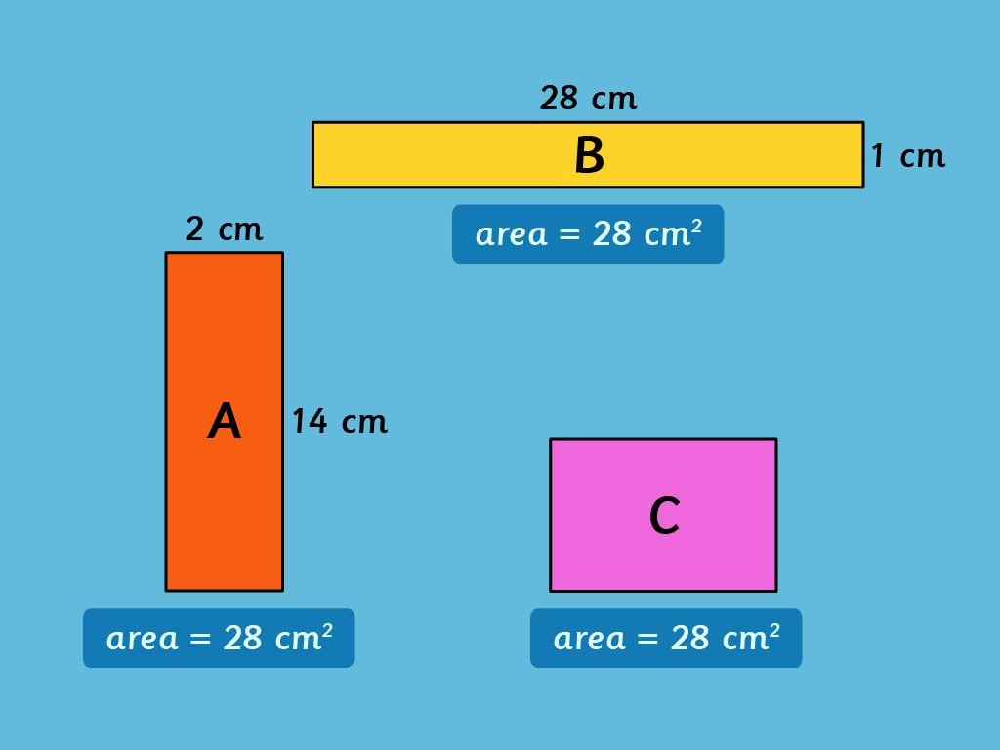 28 cm
B
1 cm
area = 28 cm²
2 cm
A
14 cm
area = 28 cm²
C
area = 28 cm²